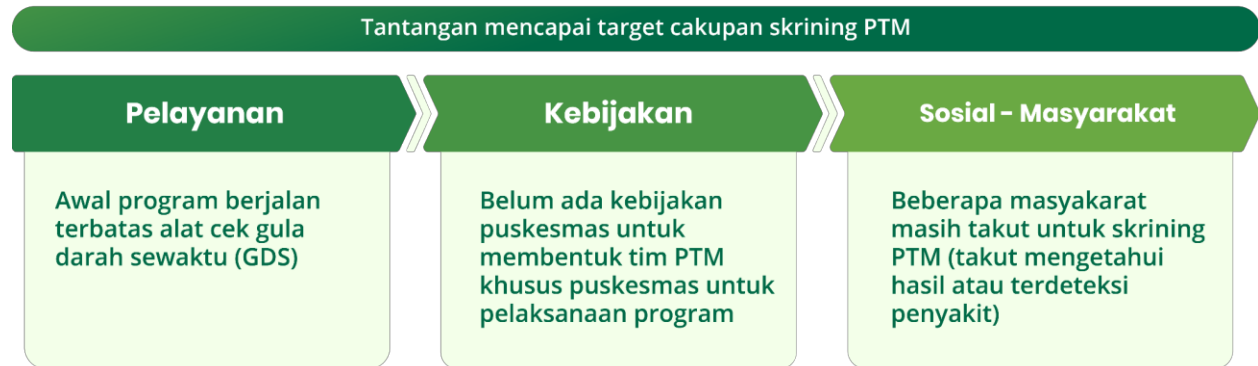 Tantangan mencapai target cakupan skrining PTM
Pelayanan
Awal program berjalan
terbatas alat cek gula
darah sewaktu (GDS)
Kebijakan
Belum ada kebijakan
puskesmas untuk
membentuk tim PTM
khusus puskesmas untuk
pelaksanaan program
Sosial - Masyarakat
Beberapa masyakarat
masih takut untuk skrining
PTM (takut mengetahui
hasil atau terdeteksi
penyakit)